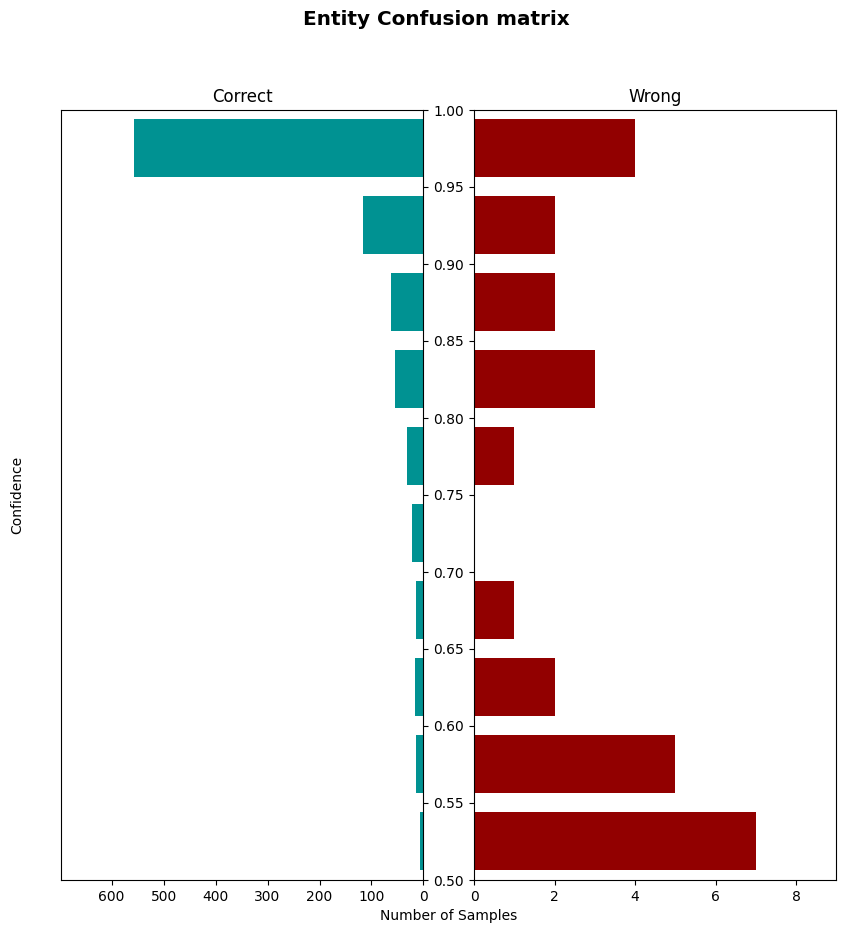 Entity Confusion matrix
Correct
Wrong
1.00
0.95
0.90
0.85
0.80
0.75
0.70
0.65
0.60
0.55
0.50
Confidence
600 500 400 300 200 100 0
0 2 4 6 8
Number of Samples